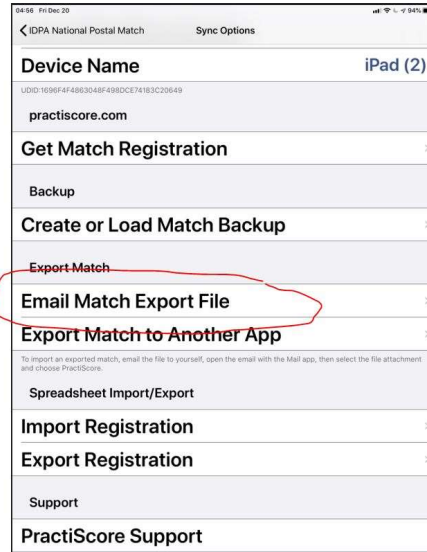 04:56 Fri Dec 20
94%
IDPA National Postal Match
Sync Options
Device Name
iPad (2)
UDID:1696F4F4863048F498DCE74183C20649
practiscore.com
Get Match Registration
Backup
Create or Load Match Backup
Export Match
Email Match Export File
Export Match to Another App
To import an exported match, email the file to yourself, open the email with the Mail app, then select the file attachment
and choose PractiScore.
Spreadsheet Import/Export
Import Registration
Export Registration
Support
PractiScore Support